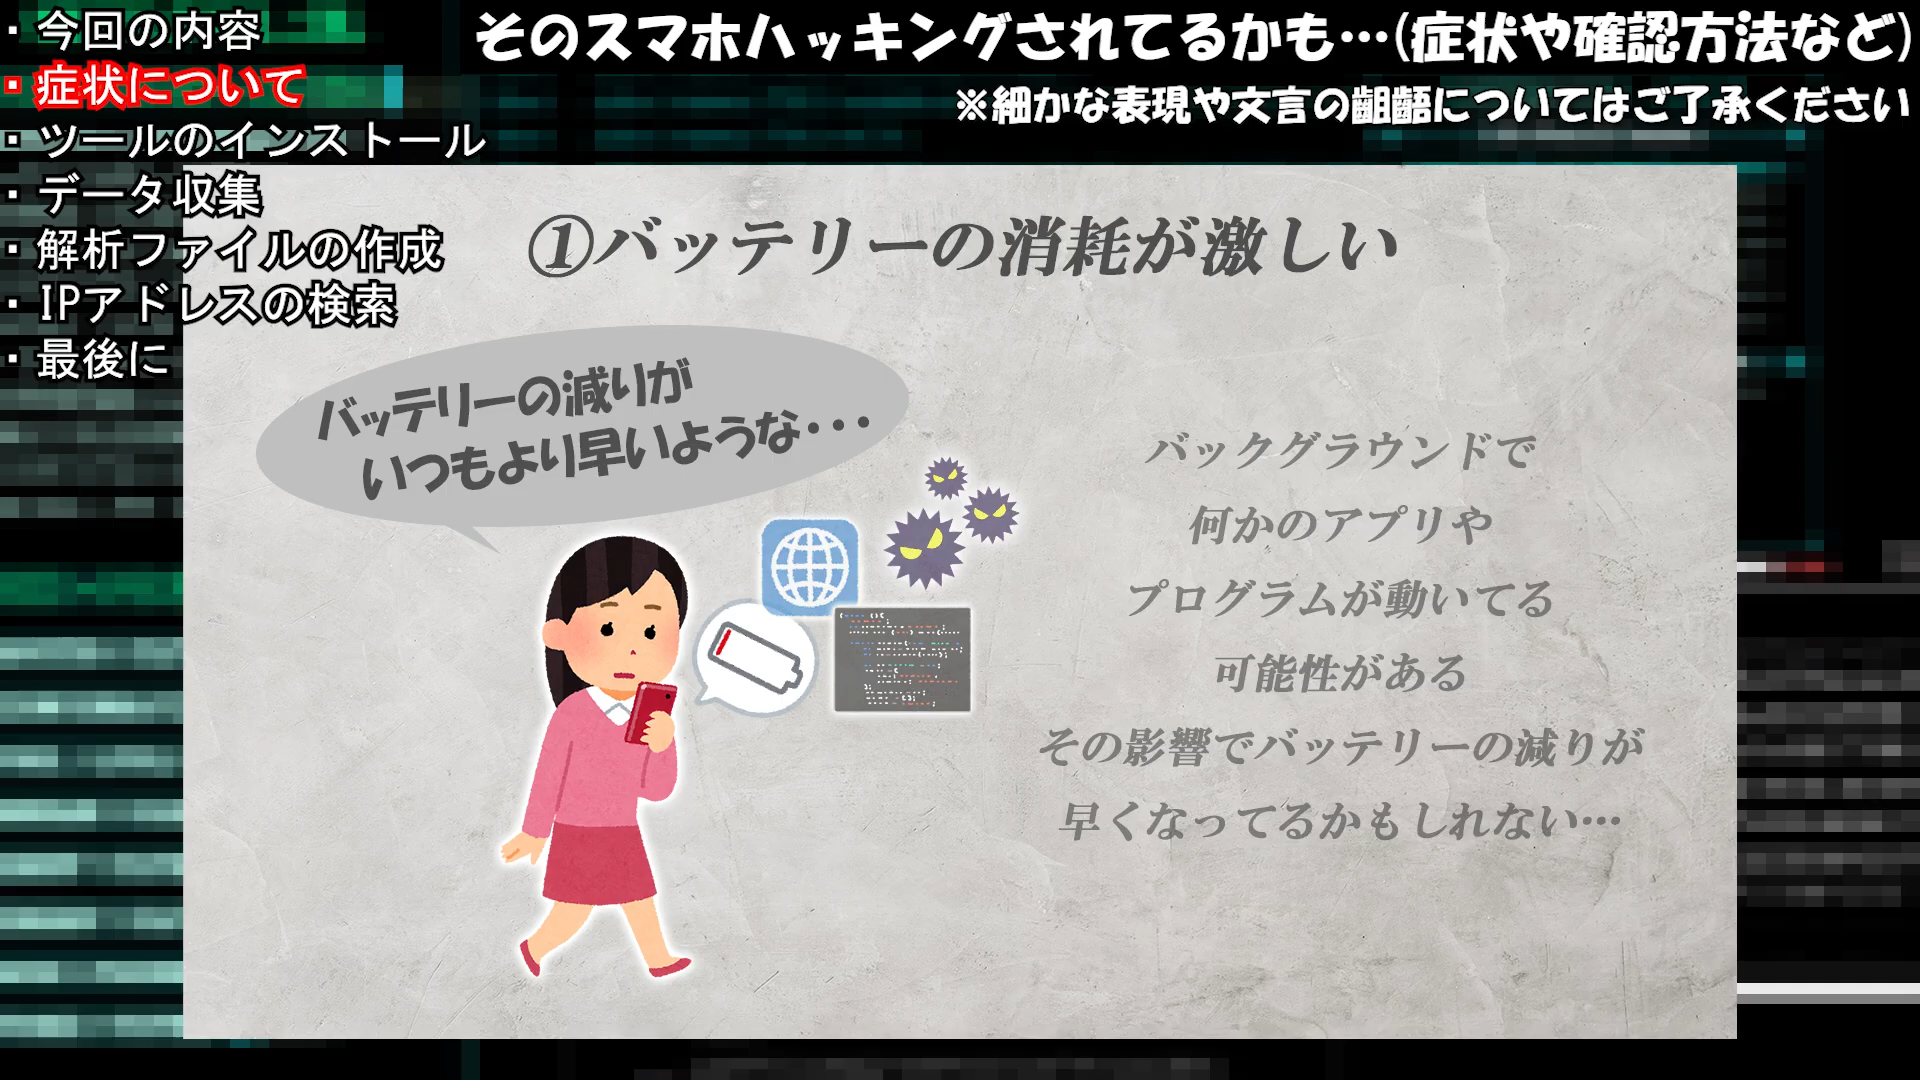 ・今回の内容
・症状について
・ツールのインストール
・データ収集
・解析ファイルの作成
・IPアドレスの検索
・最後に
そのスマホハッキングされてるかも…(症状や確認方法など)
※細かな表現や文言の齟齬についてはご了承ください
①バッテリーの消耗が激しい
バッテリーの減りが
いつもより早いような・・・
バックグラウンドで
何かのアプリや
プログラムが動いてる
可能性がある
その影響でバッテリーの減りが
早くなってるかもしれない…